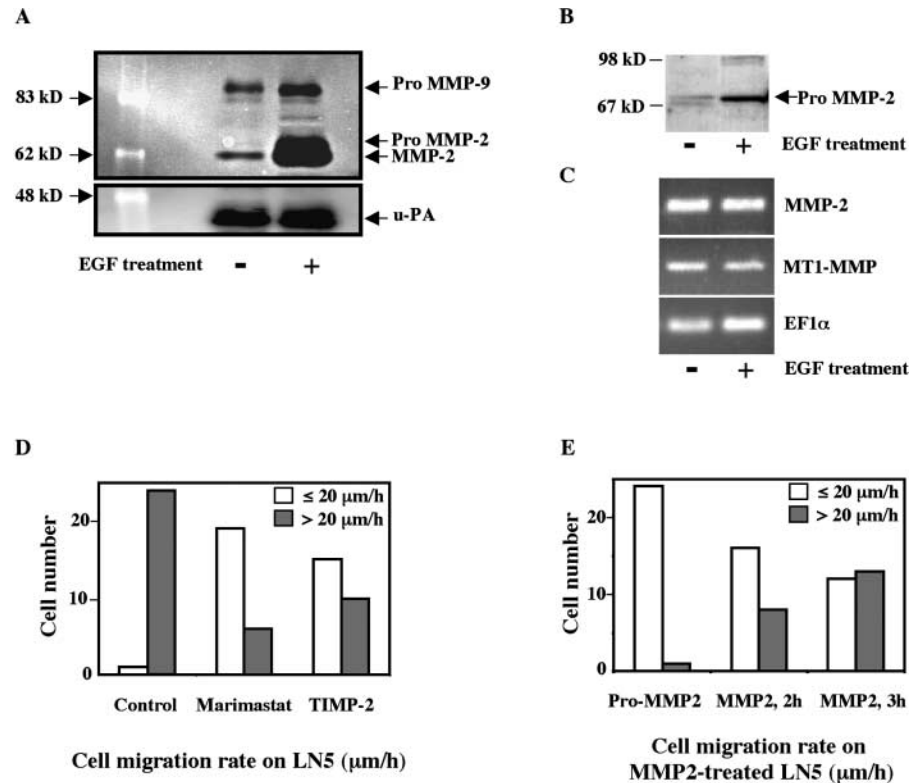 A
83 kD
62 kD
48 kD
Pro MMP-9
Pro MMP-2
MMP-2
u-PA
EGF treatment - +
B
98 kD
67 kD
Pro MMP-2
- + EGF treatment
C
MMP-2
MT1-MMP
EF1α
- + EGF treatment
D
≤ 20 μm/h
> 20 μm/h
Cell number
20
10
0
Control Marimastat TIMP-2
Cell migration rate on LN5 (μm/h)
E
≤ 20 μm/h
> 20 μm/h
Cell number
20
10
0
Pro-MMP2 MMP2, 2h MMP2, 3h
Cell migration rate on
MMP2-treated LN5 (μm/h)